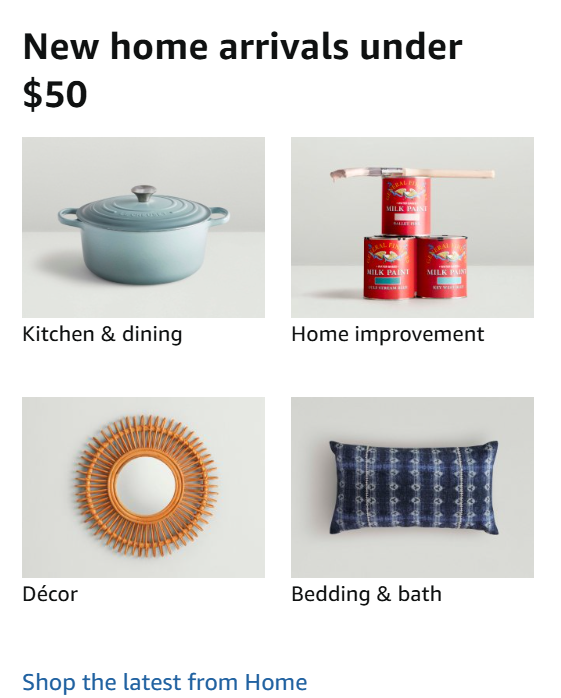 New home arrivals under
$50
MILK PAINT
MILK PAINT
MILK PAINT
Kitchen & dining
Home improvement
Décor
Bedding & bath
Shop the latest from Home